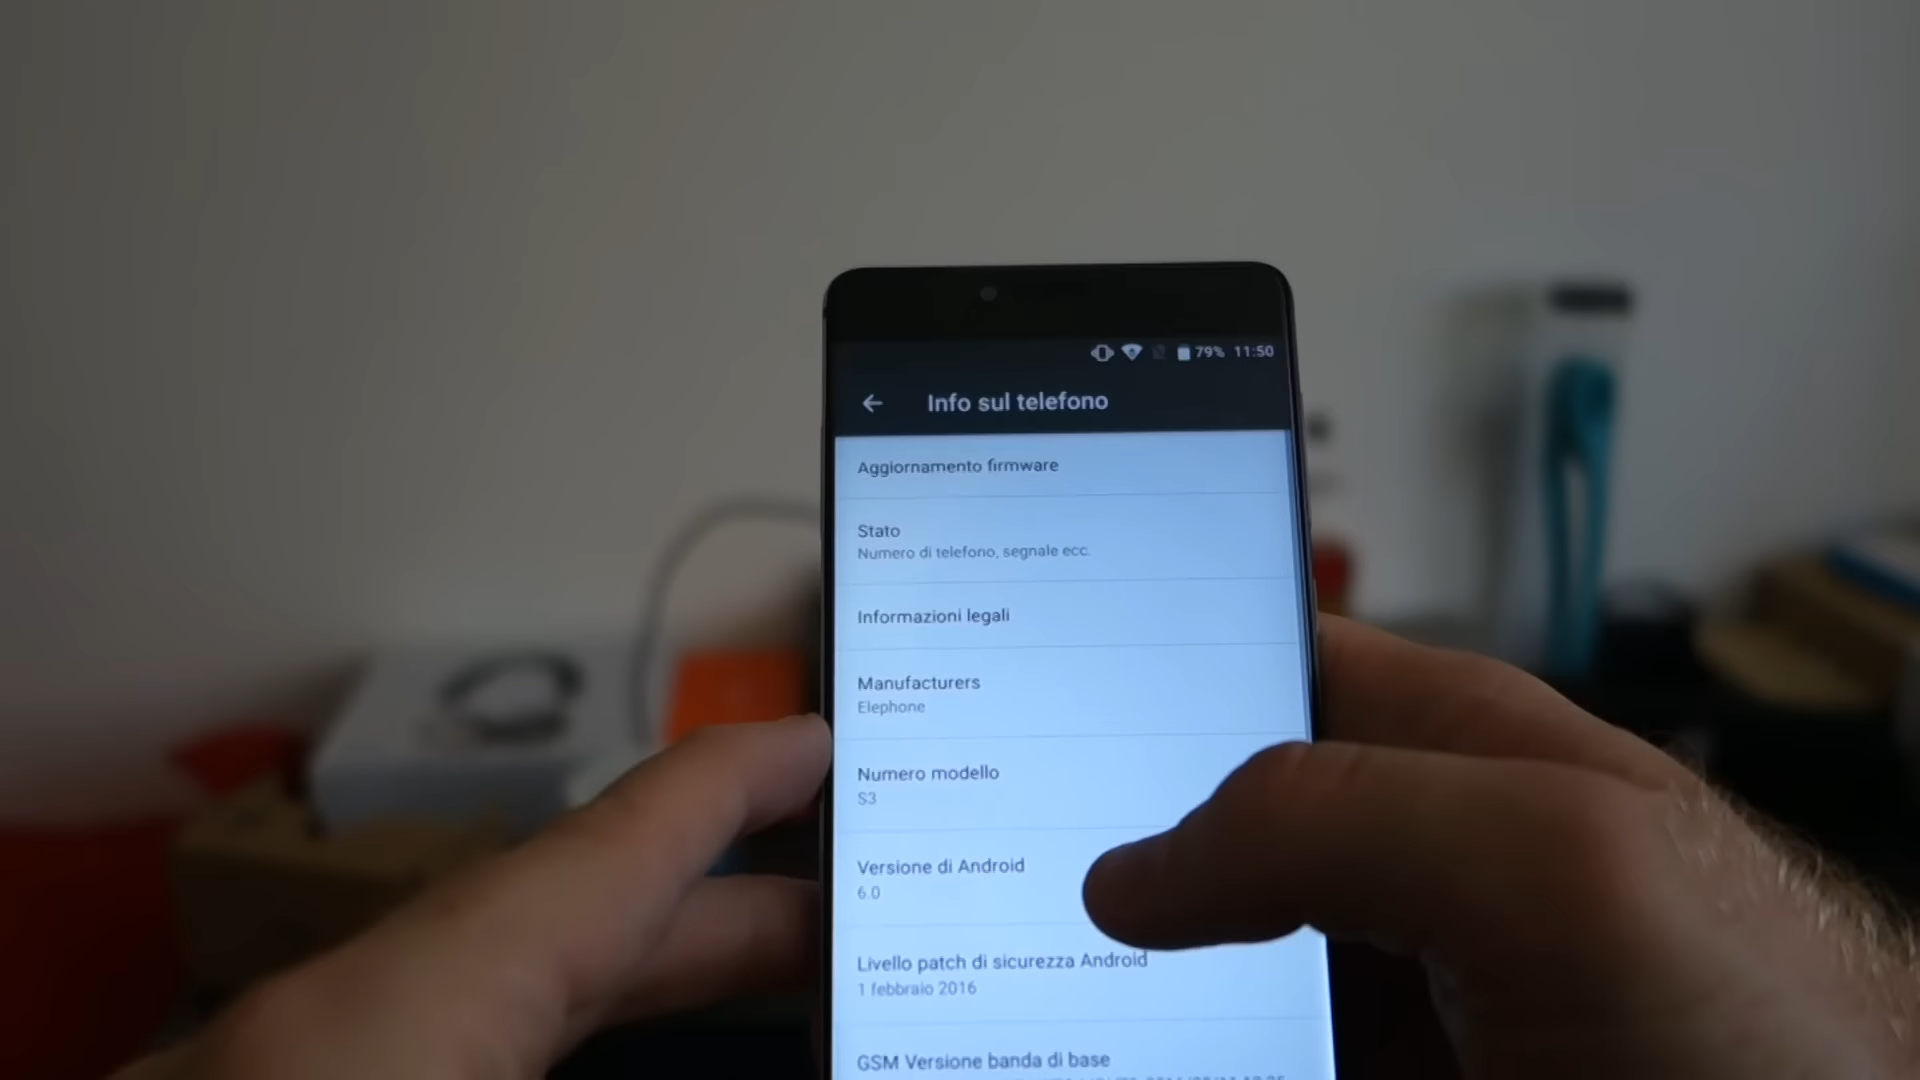 79% 11:50
Info sul telefono
Aggiornamento firmware
Stato
Numero di telefono, segnale ecc.
Informazioni legali
Manufacturers
Elephone
Numero modello
S3
Versione di Android
6.0
Livello patch di sicurezza Android
1 febbraio 2016
GSM Versione banda di base